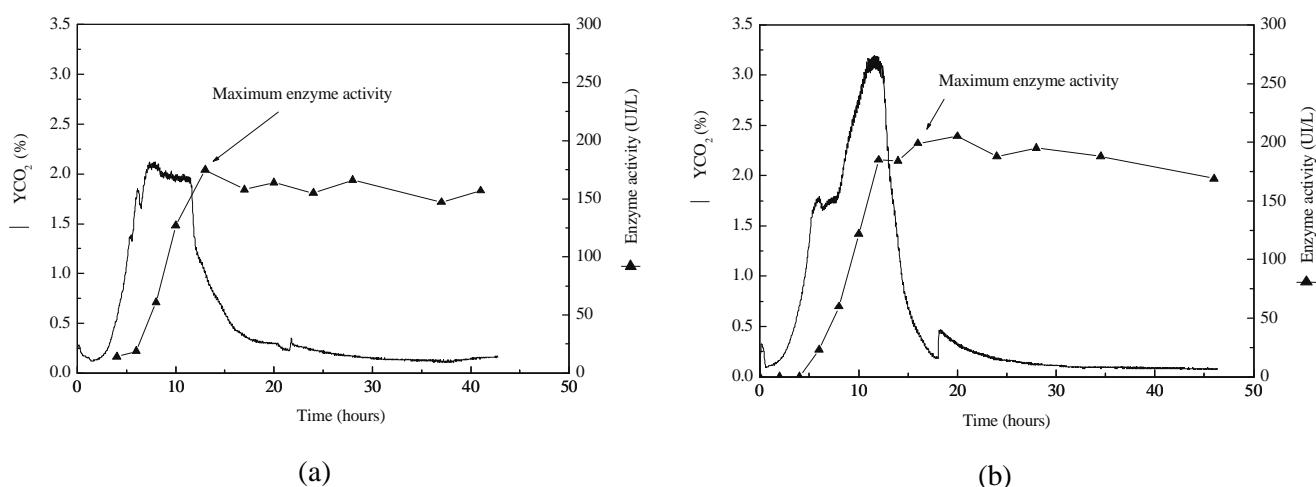 3.5
3.0
2.5
2.0
1.5
1.0
0.5
0.0
YCO2 (%)
|
Maximum enzyme activity
300
250
200
150
100
50
0
Enzyme activity (UI/L)
0 10 20 30 40 50
Time (hours)
(a)
3.5
3.0
2.5
2.0
1.5
1.0
0.5
0.0
YCO2 (%)
|
Maximum enzyme activity
300
250
200
150
100
50
0
Enzyme activity (UI/L)
0 10 20 30 40 50
Time (hours)
(b)